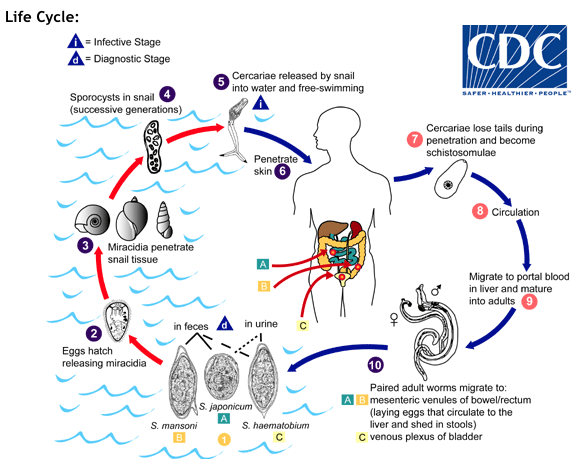 Life Cycle:
i = Infective Stage
d = Diagnostic Stage
CDC
SAFER • HEALTHIER • PEOPLE™
4
Sporocysts in snail
(successive generations)
5
Cercariae released by snail
into water and free-swimming
i
Penetrate
skin 6
7
Cercariae lose tails during
penetration and become
schistosomulae
8 Circulation
3
Miracidia penetrate
snail tissue
A
B
C
Migrate to portal blood
in liver and mature
into adults 9
2
Eggs hatch
releasing miracidia
in feces
d
in urine
♀
♂
10
Paired adult worms migrate to:
A B mesenteric venules of bowel/rectum
(laying eggs that circulate to the
liver and shed in stools)
C venous plexus of bladder
S. japonicum
A
S. mansoni
B
1
S. haematobium
C